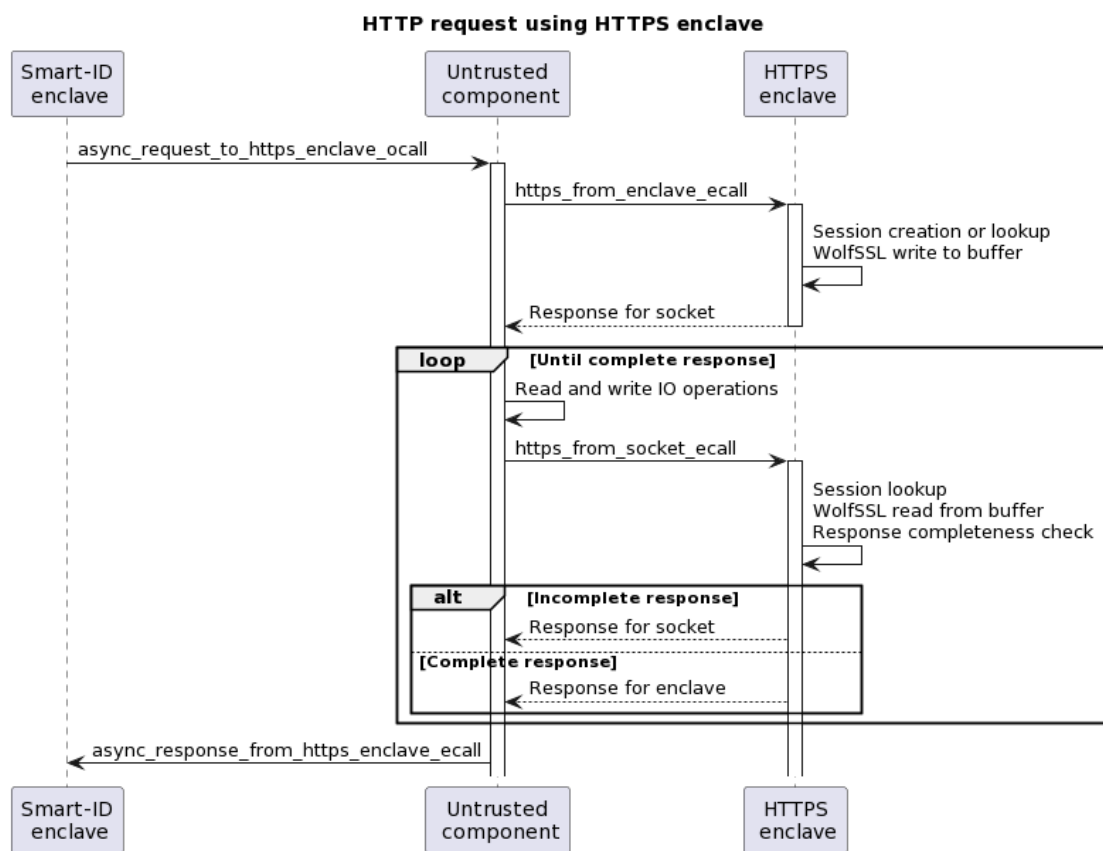 HTTP request using HTTPS enclave
Smart-ID
enclave
Untrusted
component
HTTPS
enclave
async_request_to_https_enclave_ocall
https_from_enclave_ecall
Session creation or lookup
WolfSSL write to buffer
Response for socket
loop
[Until complete response]
Read and write IO operations
https_from_socket_ecall
Session lookup
WolfSSL read from buffer
Response completeness check
alt
[Incomplete response]
Response for socket
[Complete response]
Response for enclave
async_response_from_https_enclave_ecall
Smart-ID
enclave
Untrusted
component
HTTPS
enclave